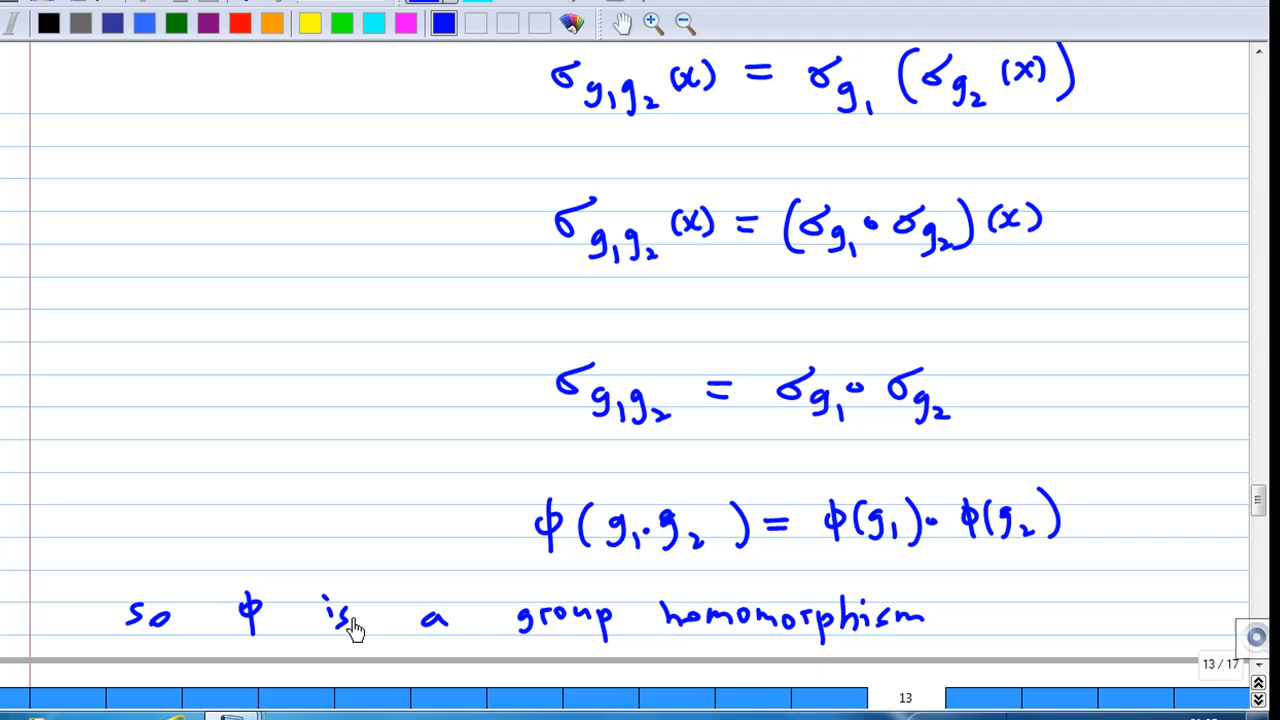 σ_{g₁g₂}(x) = σ_{g₁}(σ_{g₂}(x))
σ_{g₁g₂}(x) = (σ_{g₁} ∘ σ_{g₂})(x)
σ_{g₁g₂} = σ_{g₁} ∘ σ_{g₂}
ϕ(g₁·g₂) = ϕ(g₁)∘ϕ(g₂)
so ϕ is a group homomorphism
13 / 17
13